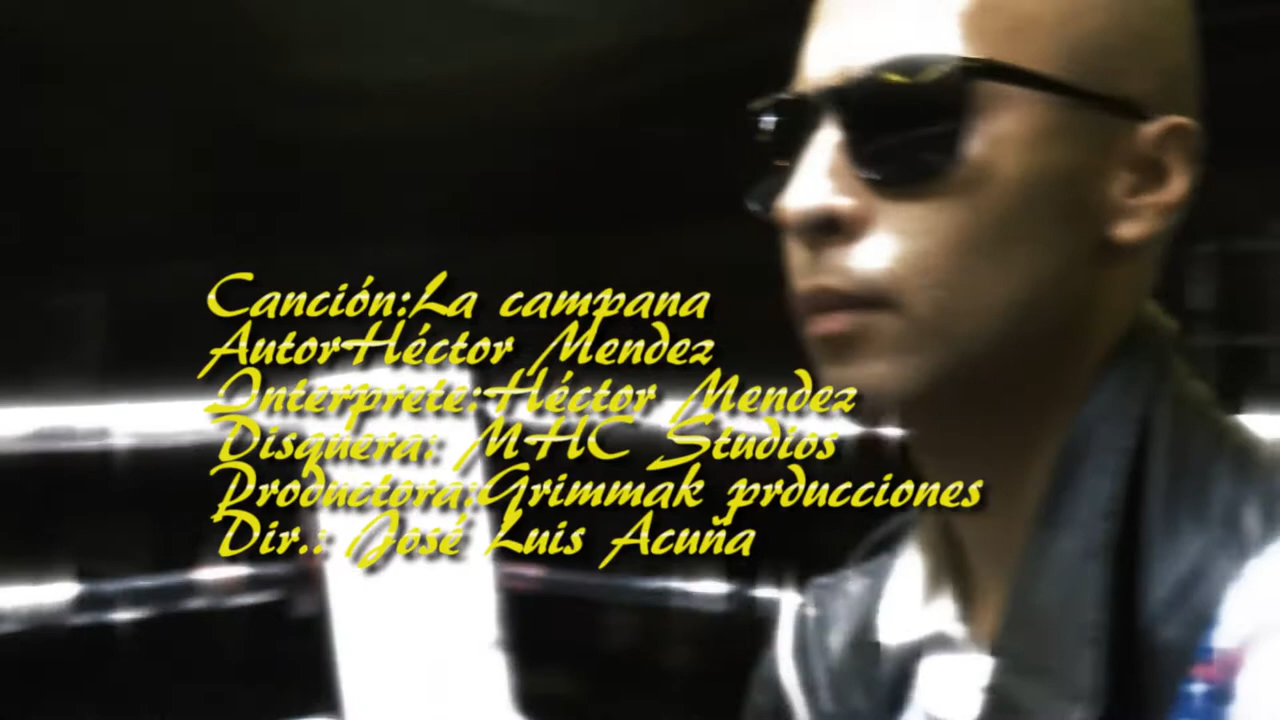 Canción:La campana
AutorHéctor Mendez
Interprete:Héctor Mendez
Disquera: MHC Studios
Productora:Grimmak prducciones
Dir.: José Luis Acuña